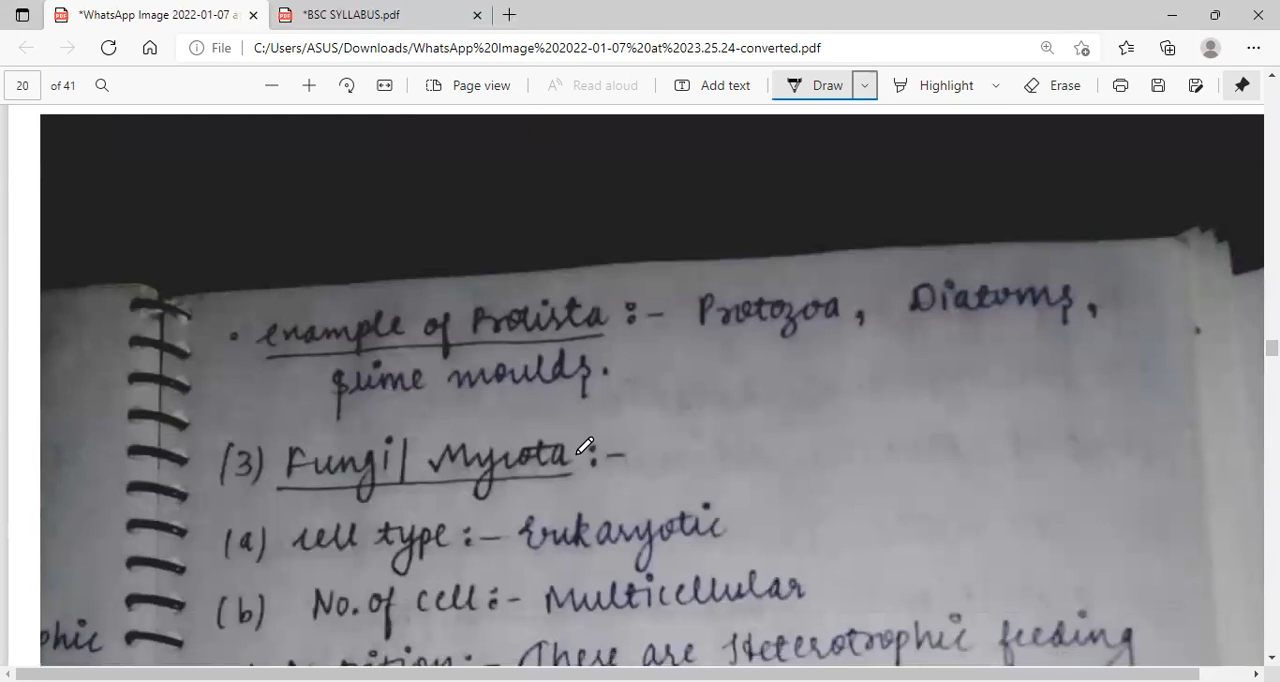 *WhatsApp Image 2022-01-07 a
*BSC SYLLABUS.pdf
File C:/Users/ASUS/Downloads/WhatsApp%20Image%202022-01-07%20at%2023.25.24-converted.pdf
20 of 41 Page view Read aloud Add text Draw Highlight Erase
• example of Protista :- Protozoa, Diatoms,
slime moulds.
(3) Fungi / Mycota :-
(a) cell type :- Eukaryotic
(b) No. of cell :- Multicellular
phic
These are Heterotrophic feeding